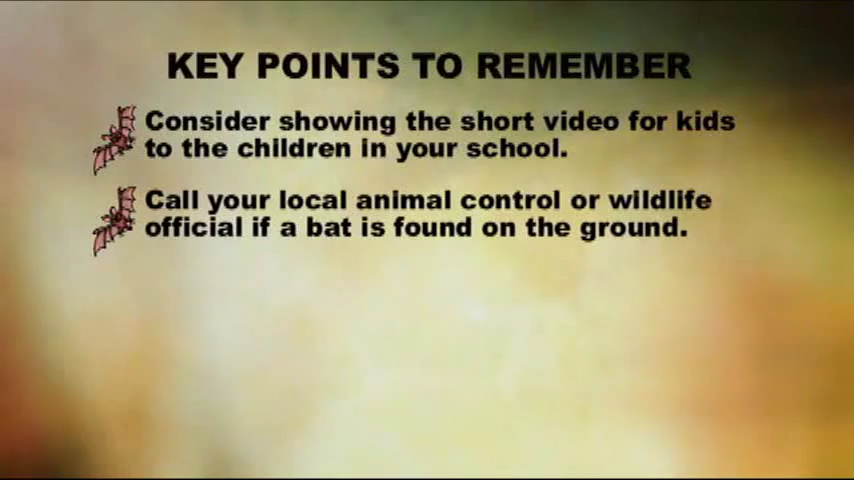 KEY POINTS TO REMEMBER
Consider showing the short video for kids
to the children in your school.
Call your local animal control or wildlife
official if a bat is found on the ground.